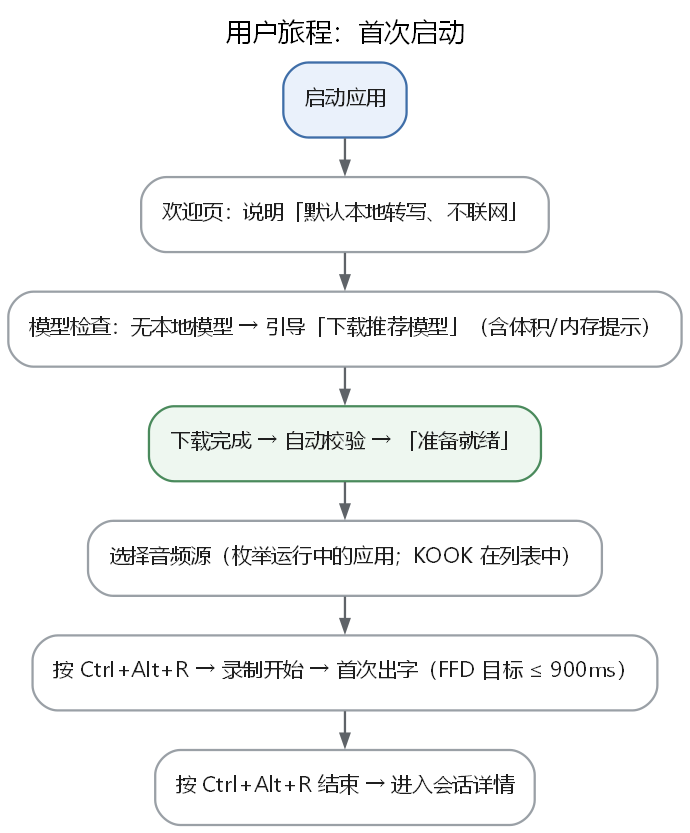 用户旅程：首次启动
启动应用
欢迎页：说明「默认本地转写、不联网」
模型检查：无本地模型 → 引导「下载推荐模型」（含体积/内存提示）
下载完成 → 自动校验 → 「准备就绪」
选择音频源（枚举运行中的应用；KOOK 在列表中）
按 Ctrl+Alt+R → 录制开始 → 首次出字（FFD 目标 ≤ 900ms）
按 Ctrl+Alt+R 结束 → 进入会话详情